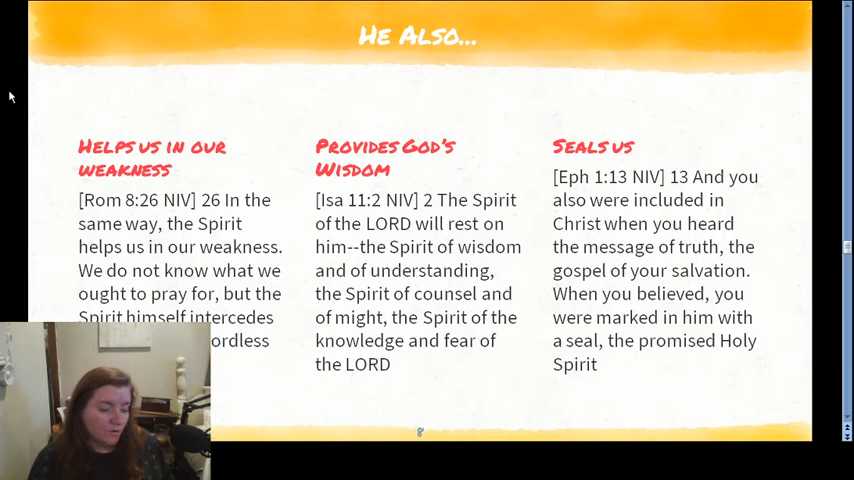 He Also...
Helps us in our
weakness
[Rom 8:26 NIV] 26 In the
same way, the Spirit
helps us in our weakness.
We do not know what we
ought to pray for, but the
Spirit himself intercedes
ordless
Provides God's
Wisdom
[Isa 11:2 NIV] 2 The Spirit
of the LORD will rest on
him--the Spirit of wisdom
and of understanding,
the Spirit of counsel and
of might, the Spirit of the
knowledge and fear of
the LORD
Seals us
[Eph 1:13 NIV] 13 And you
also were included in
Christ when you heard
the message of truth, the
gospel of your salvation.
When you believed, you
were marked in him with
a seal, the promised Holy
Spirit
8